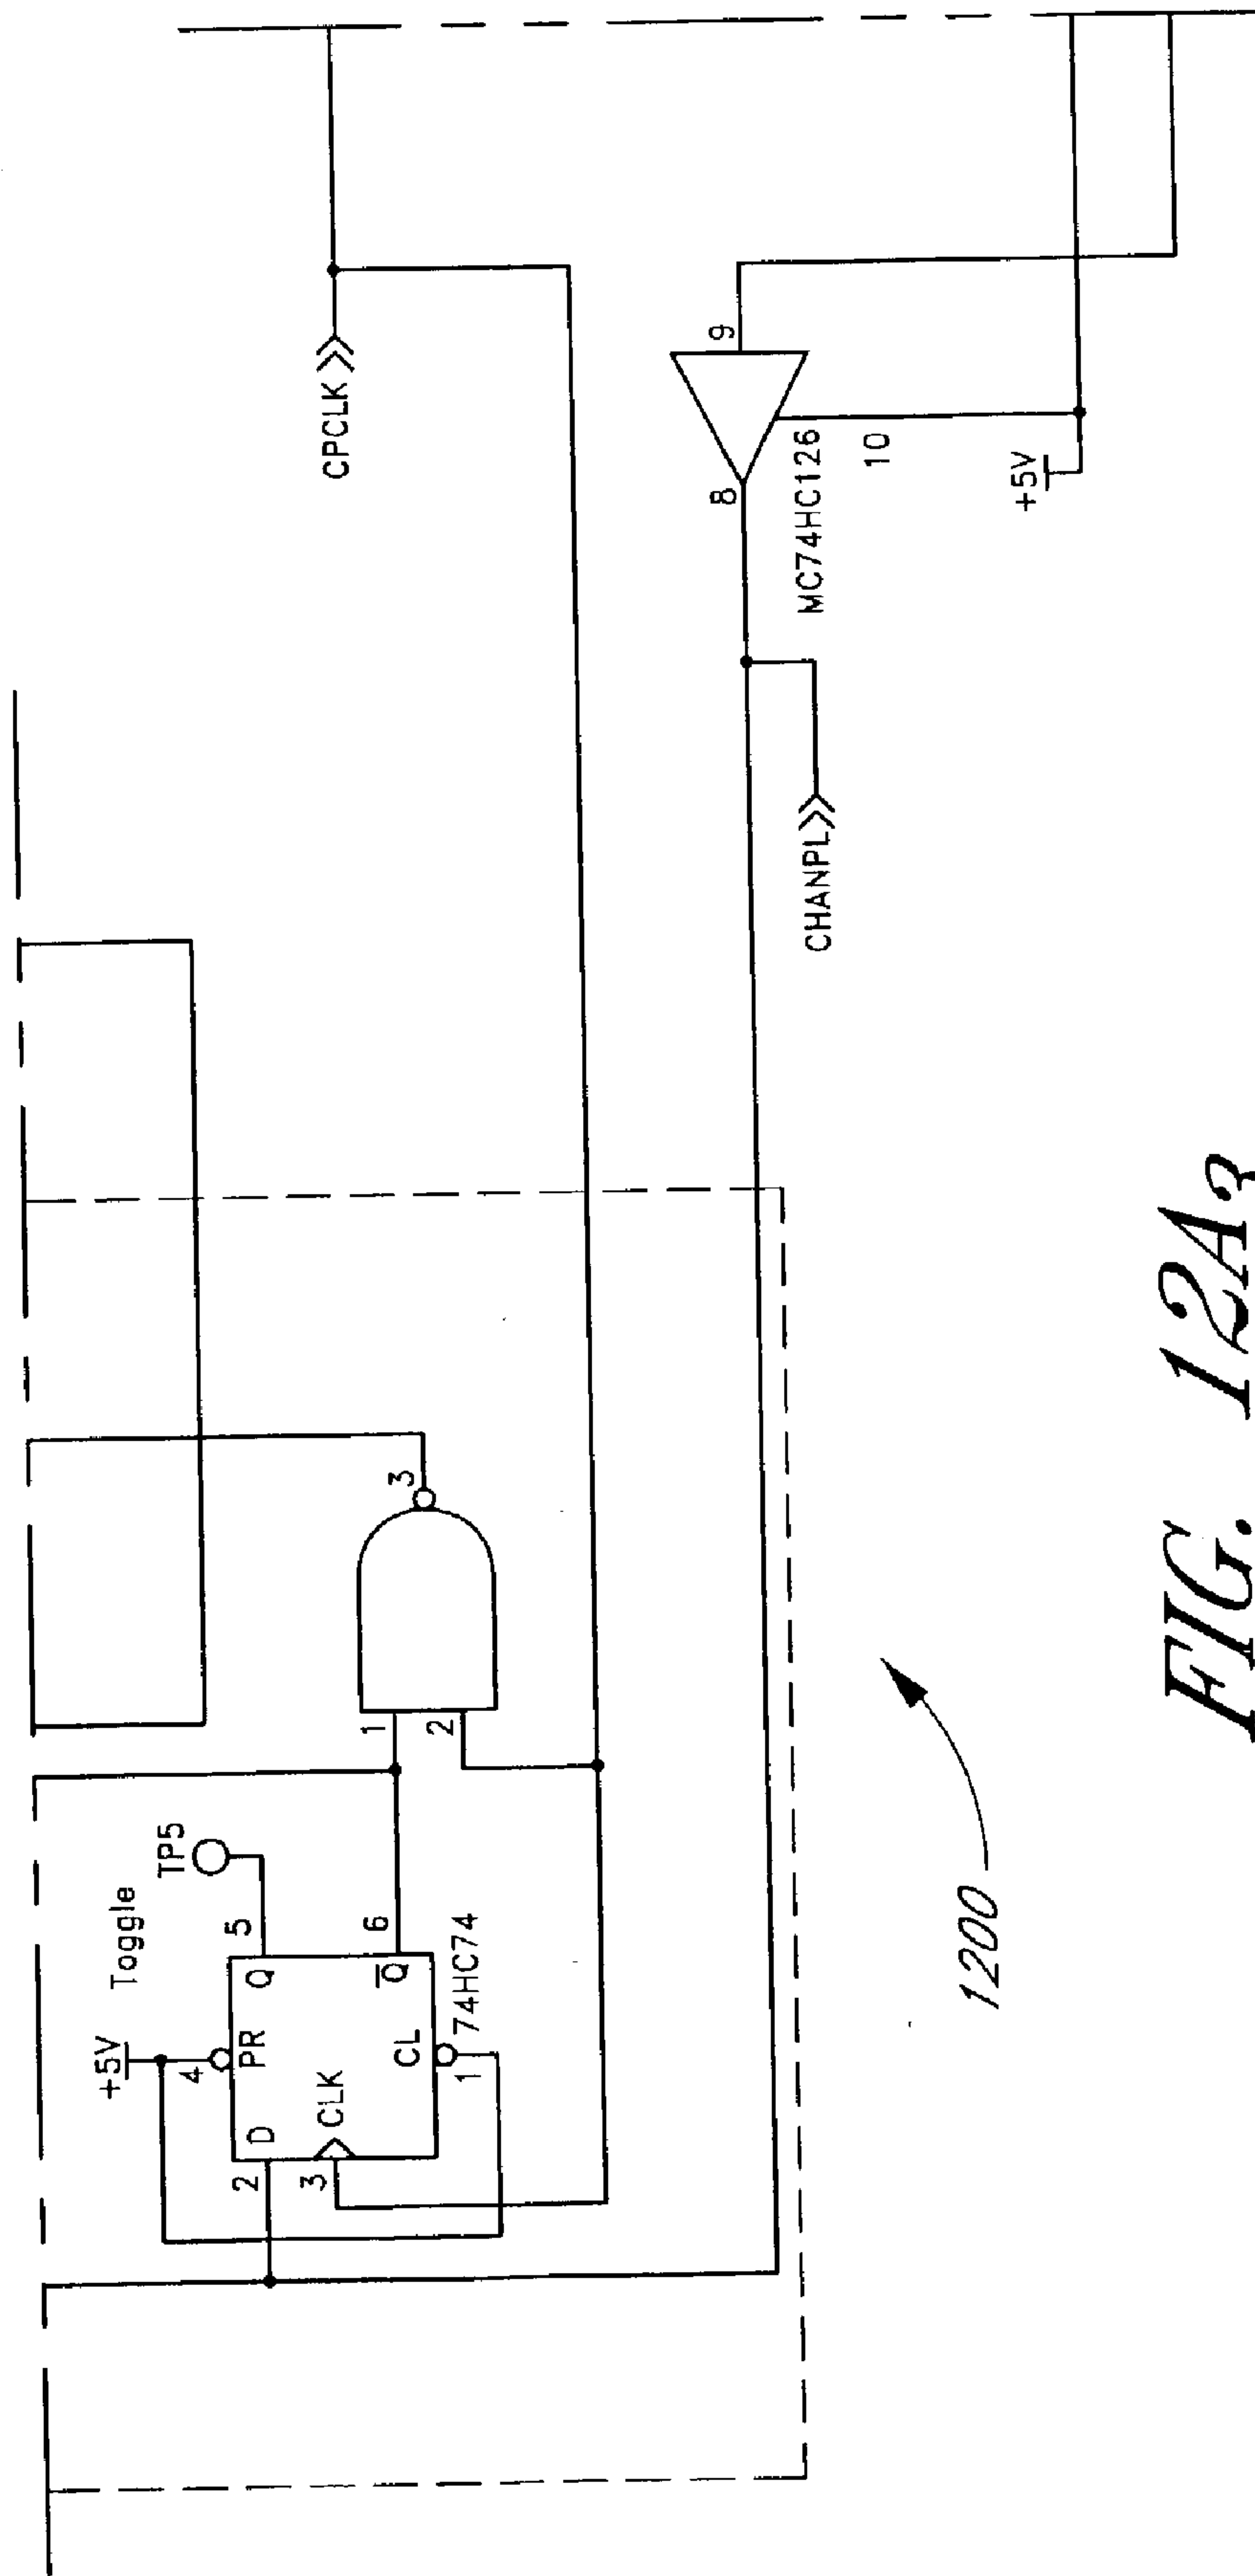 +5V
Toggle
TP5
4
PR
2
D
Q
5
3
CLK
CL
Q
6
1
74HC74
1
2
3
CPCLK
CHANPL
8
9
MC74HC126
10
+5V
1200
FIG. 12A3